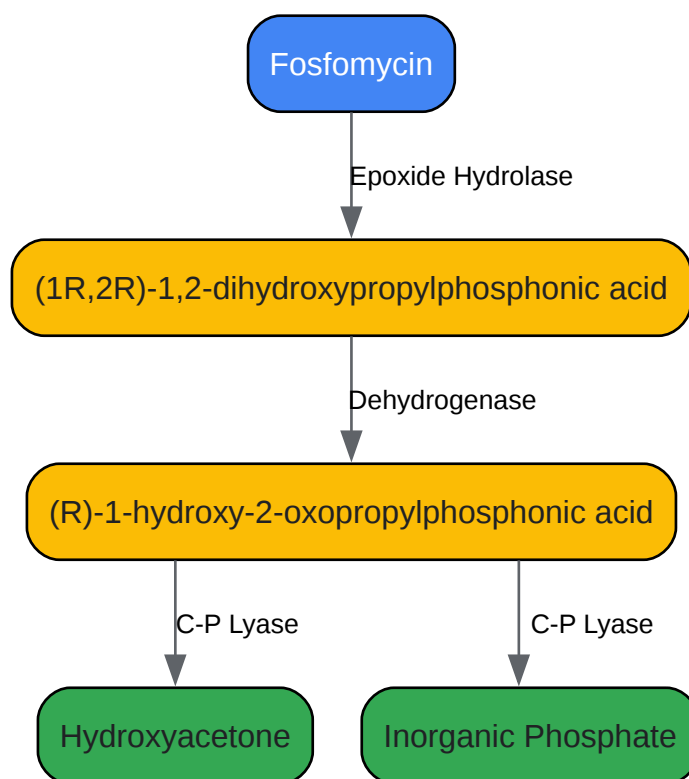 Fosfomycin
Epoxide Hydrolase
(1R,2R)-1,2-dihydroxypropylphosphonic acid
Dehydrogenase
(R)-1-hydroxy-2-oxopropylphosphonic acid
C-P Lyase
C-P Lyase
Hydroxyacetone
Inorganic Phosphate